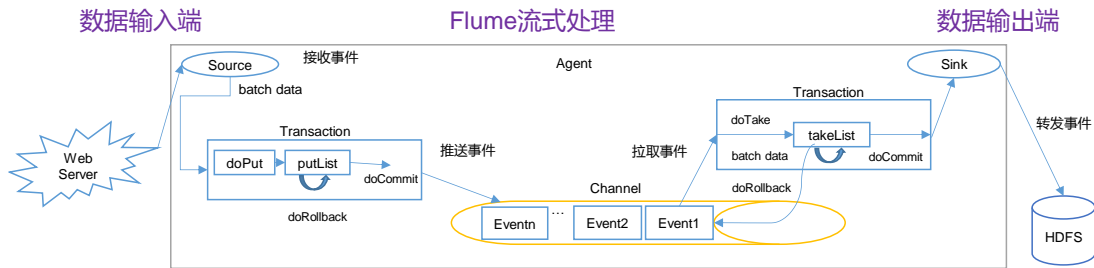 数据输入端
Flume流式处理
数据输出端
Source
接收事件
Agent
Sink
batch data
Transaction
Transaction
doTake
takeList
转发事件
Web
Server
doPut
putList
推送事件
拉取事件
batch data
doCommit
doCommit
Channel
doRollback
doRollback
Eventn
...
Event2
Event1
HDFS